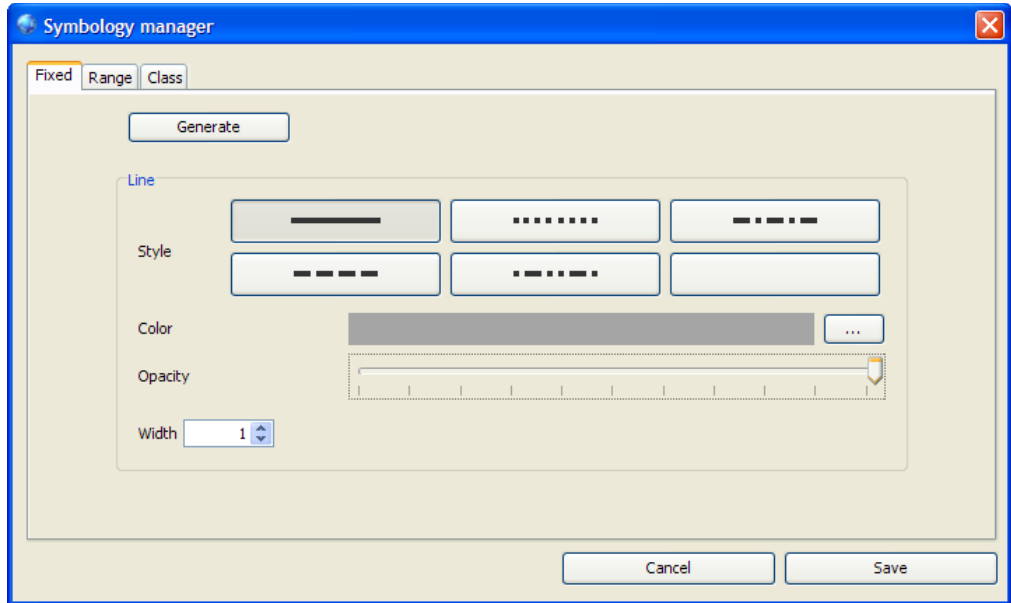 Symbology manager
Fixed Range Class
Generate
Line
Style
Color ...
Opacity
Width 1
Cancel Save